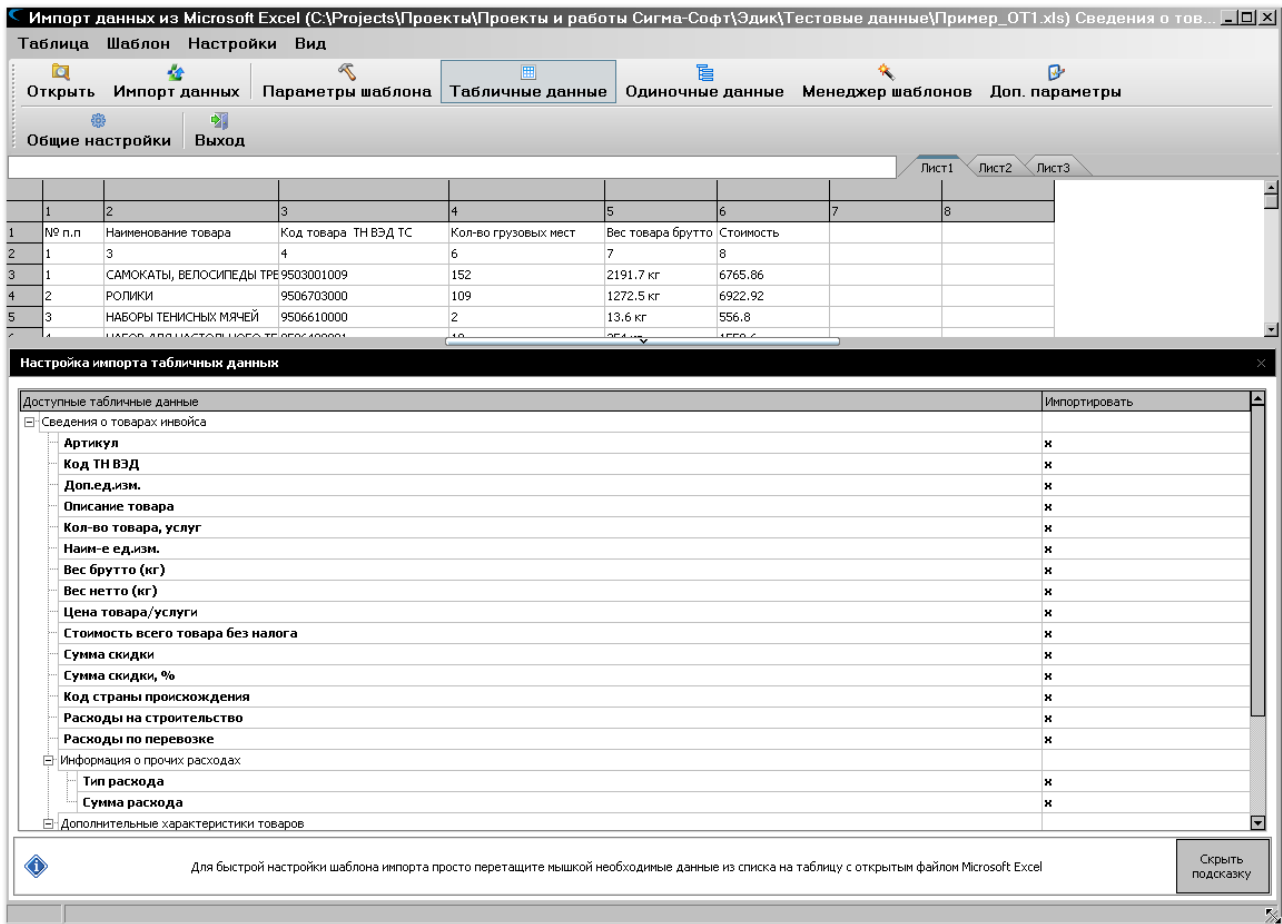 Импорт данных из Microsoft Excel (C:\Projects\Проекты\Проекты и работы Сигма-Софт\Эдик\Тестовые данные\Пример_ОТ1.xls) Сведения о тов...
Таблица Шаблон Настройки Вид
Открыть Импорт данных Параметры шаблона Табличные данные Одиночные данные Менеджер шаблонов Доп. параметры
Общие настройки Выход
Лист1 Лист2 Лист3
1 2 3 4 5 6 7 8
1 № п.п Наименование товара Код товара ТН ВЭД ТС Кол-во грузовых мест Вес товара брутто Стоимость
2 1 3 4 6 7 8
3 1 САМОКАТЫ, ВЕЛОСИПЕДЫ ТРЕ 9503001009 152 2191.7 кг 6765.86
4 2 РОЛИКИ 9506703000 109 1272.5 кг 6922.92
5 3 НАБОРЫ ТЕНИСНЫХ МЯЧЕЙ 9506610000 2 13.6 кг 556.8
Настройка импорта табличных данных
Доступные табличные данные Импортировать
Сведения о товарах инвойса
Артикул x
Код ТН ВЭД x
Доп.ед.изм. x
Описание товара x
Кол-во товара, услуг x
Наим-е ед.изм. x
Вес брутто (кг) x
Вес нетто (кг) x
Цена товара/услуги x
Стоимость всего товара без налога x
Сумма скидки x
Сумма скидки, % x
Код страны происхождения x
Расходы на строительство x
Расходы по перевозке x
Информация о прочих расходах
Тип расхода x
Сумма расхода x
Дополнительные характеристики товаров
Для быстрой настройки шаблона импорта просто перетащите мышкой необходимые данные из списка на таблицу с открытым файлом Microsoft Excel
Скрыть
подсказку